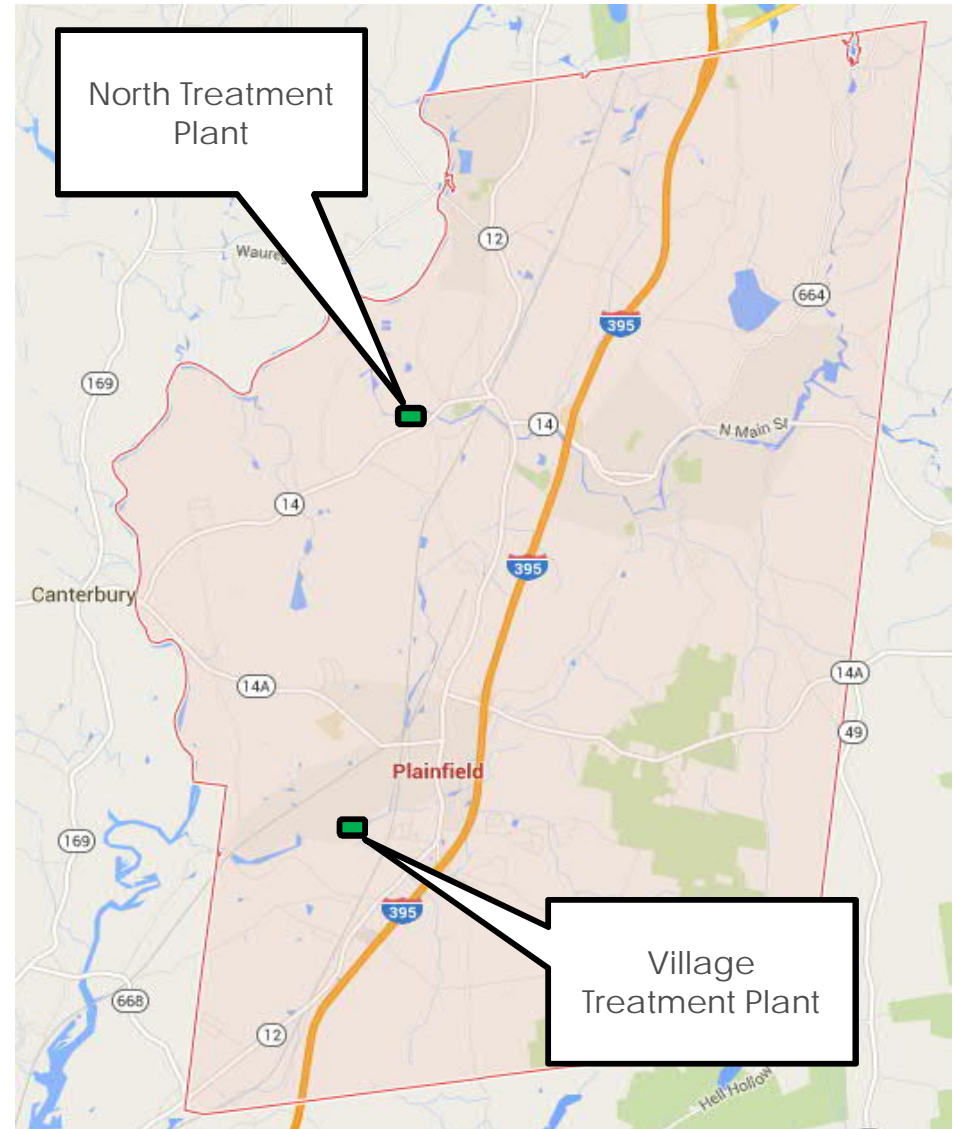 North Treatment
Plant
12
664
395
169
14
N Main St
14
395
Canterbury
14A
14A
49
Plainfield
169
395
Village
Treatment Plant
668
12
Hell Hollow